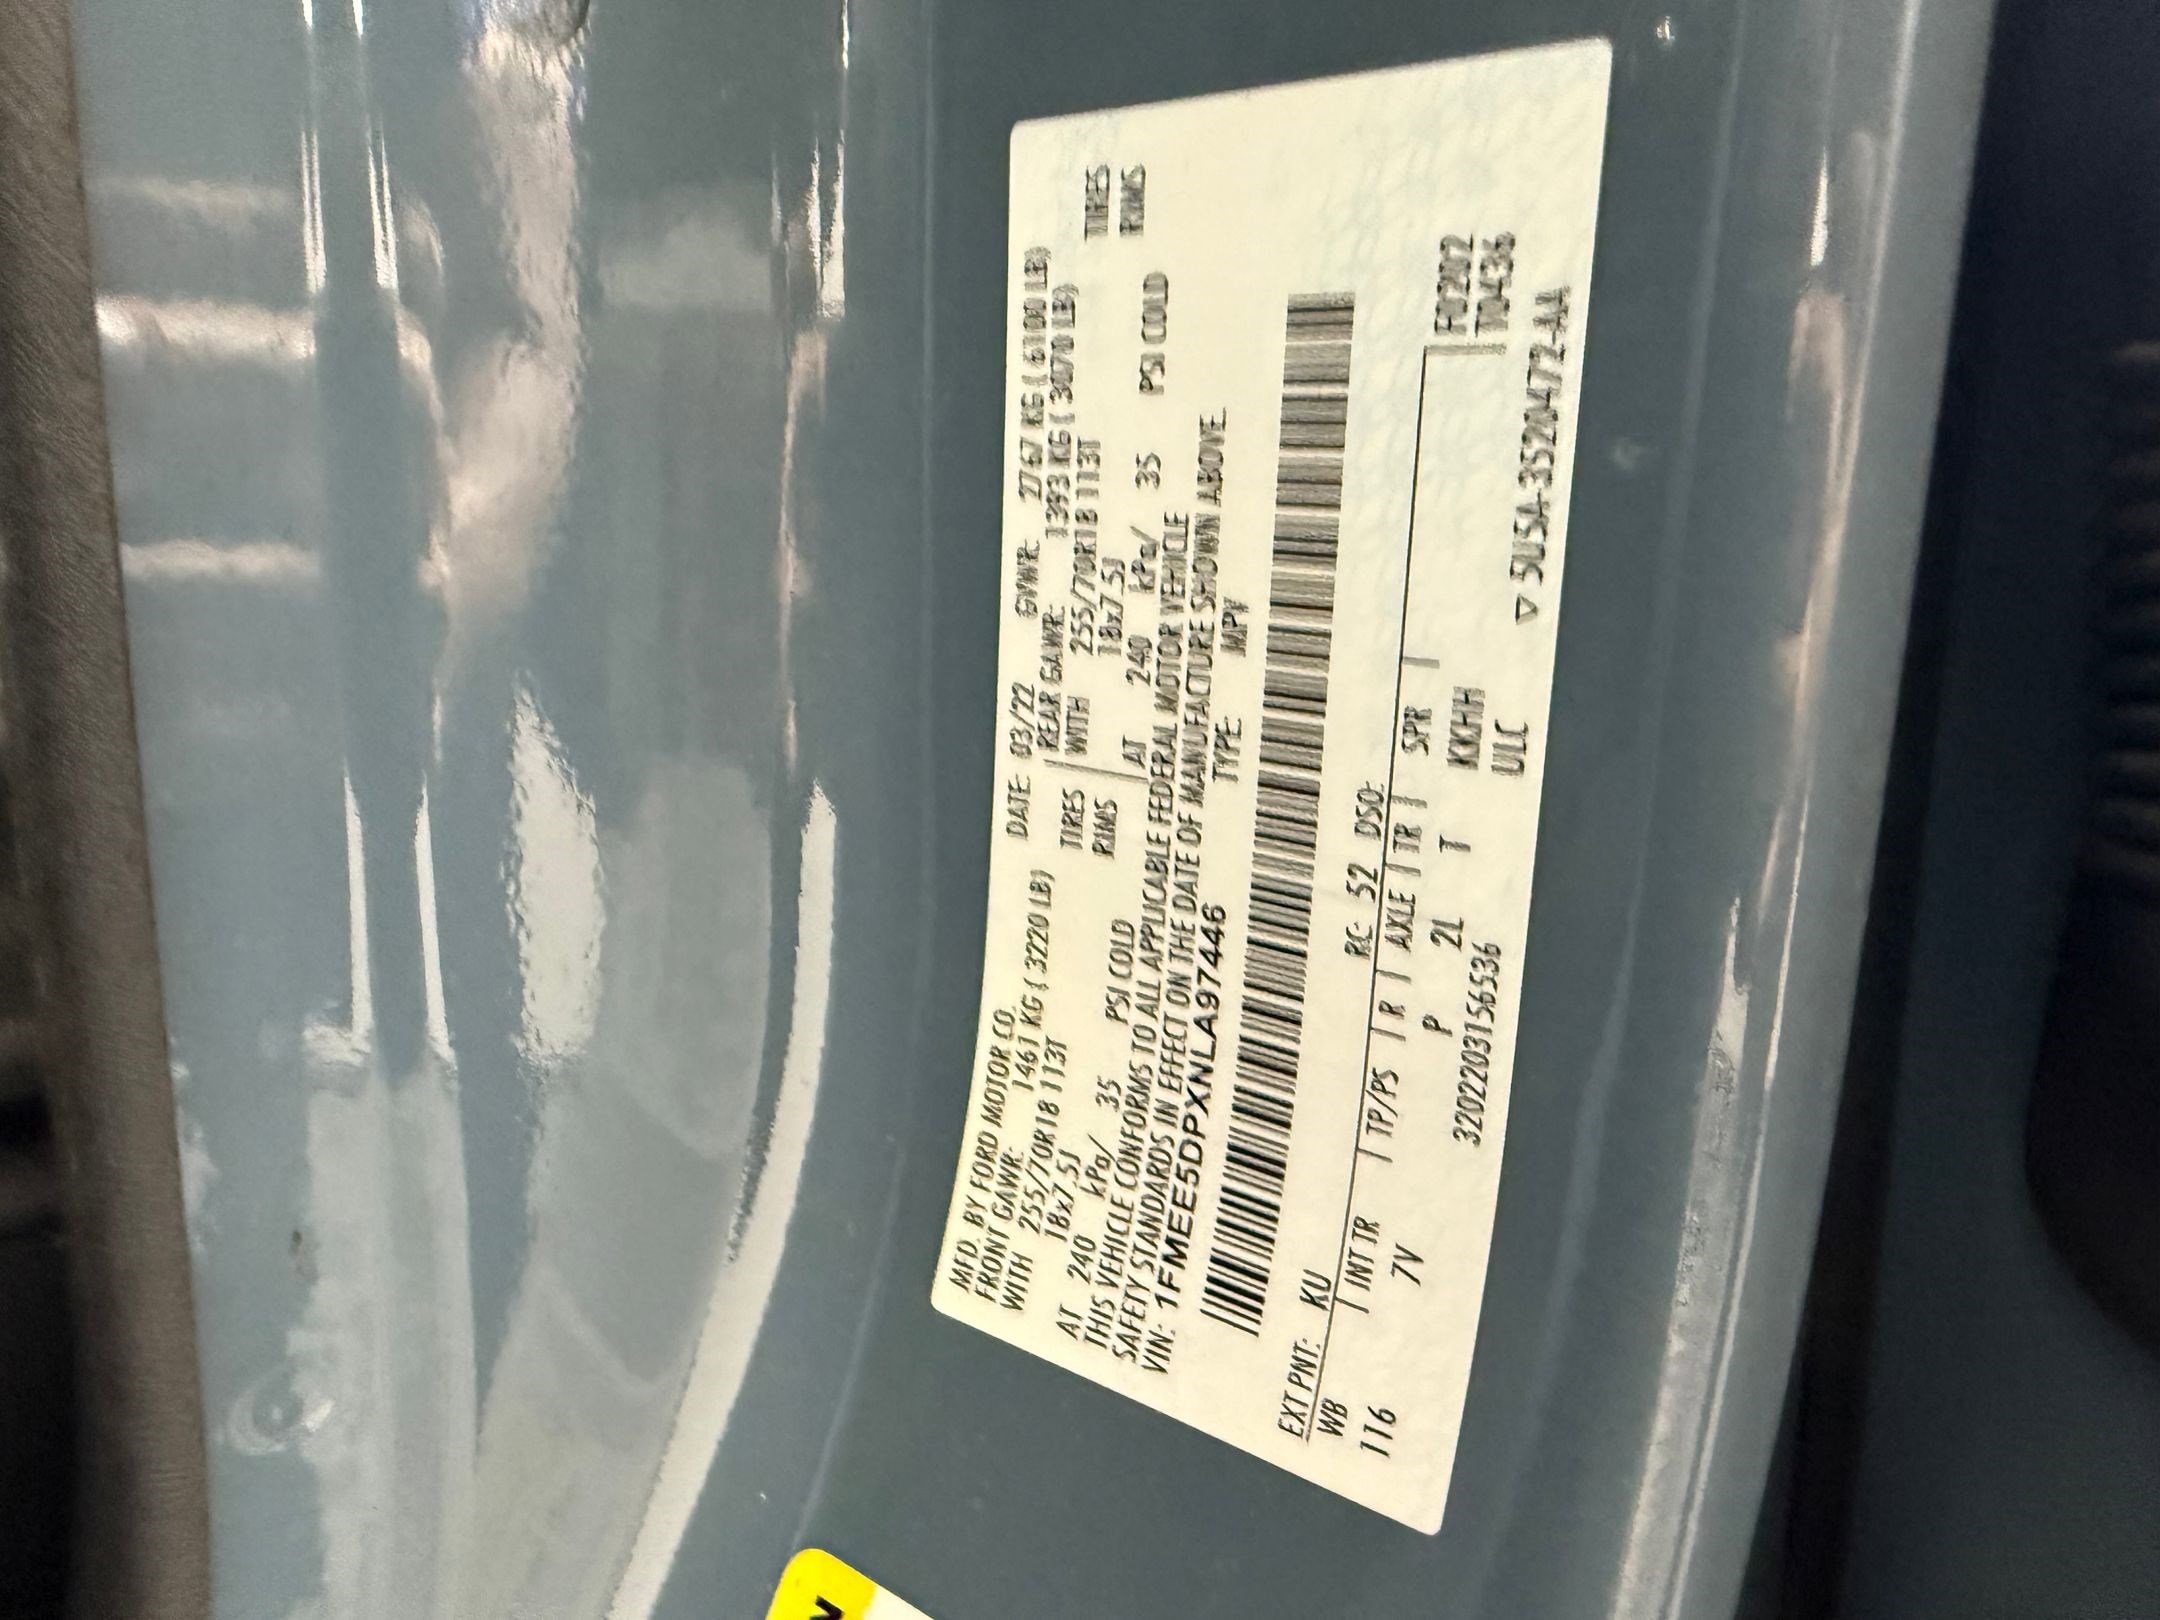 MFD. BY FORD MOTOR CO. DATE: 03/22 GVWR: 2767 KG ( 6100 LB)
FRONT GAWR: 1461 KG ( 3220 LB) REAR GAWR: 1393 KG ( 3070 LB)
WITH 255/70R18 113T TIRES WITH 255/70R18 113T TIRES
18x7.5J RIMS 18x7.5J RIMS
AT 240 kPa/ 35 PSI COLD AT 240 kPa/ 35 PSI COLD
THIS VEHICLE CONFORMS TO ALL APPLICABLE FEDERAL MOTOR VEHICLE
SAFETY STANDARDS IN EFFECT ON THE DATE OF MANUFACTURE SHOWN ABOVE.
VIN: 1FMEE5DPXNLA97446 TYPE: MPV
EXT PNT: KU RC: 52 DSO:
WB | INT TR | TP/PS | R | AXLE | TR | SPR | F0202
116 7V P 2L T KKHH T0436
3202203156536 ULC
▽ 5U5A-3520472-AA
N